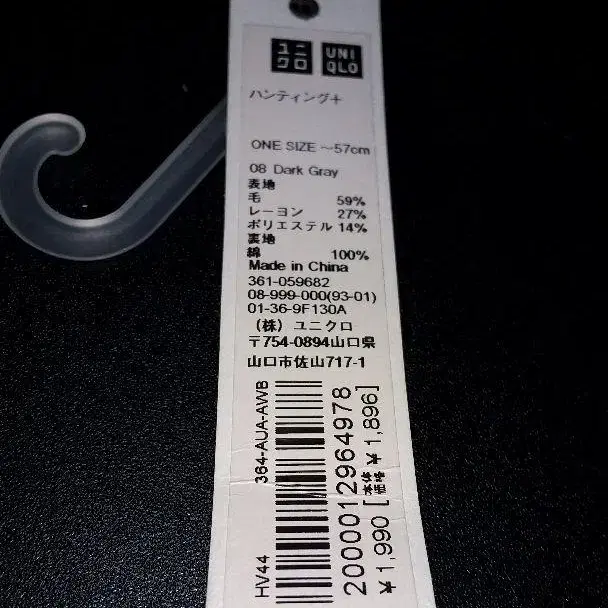 ユニ
クロ
UNI
QLO
ハンティング+
ONE SIZE ~57cm
08 Dark Gray
表地
毛 59%
レーヨン 27%
ポリエステル 14%
裏地
綿 100%
Made in China
361-059682
08-999-000(93-01)
01-36-9F130A
(株) ユニクロ
〒754-0894山口県
山口市佐山717-1
HV44 364-AUA-AWB
2000012964978
¥1,990 [ ¥1,896]